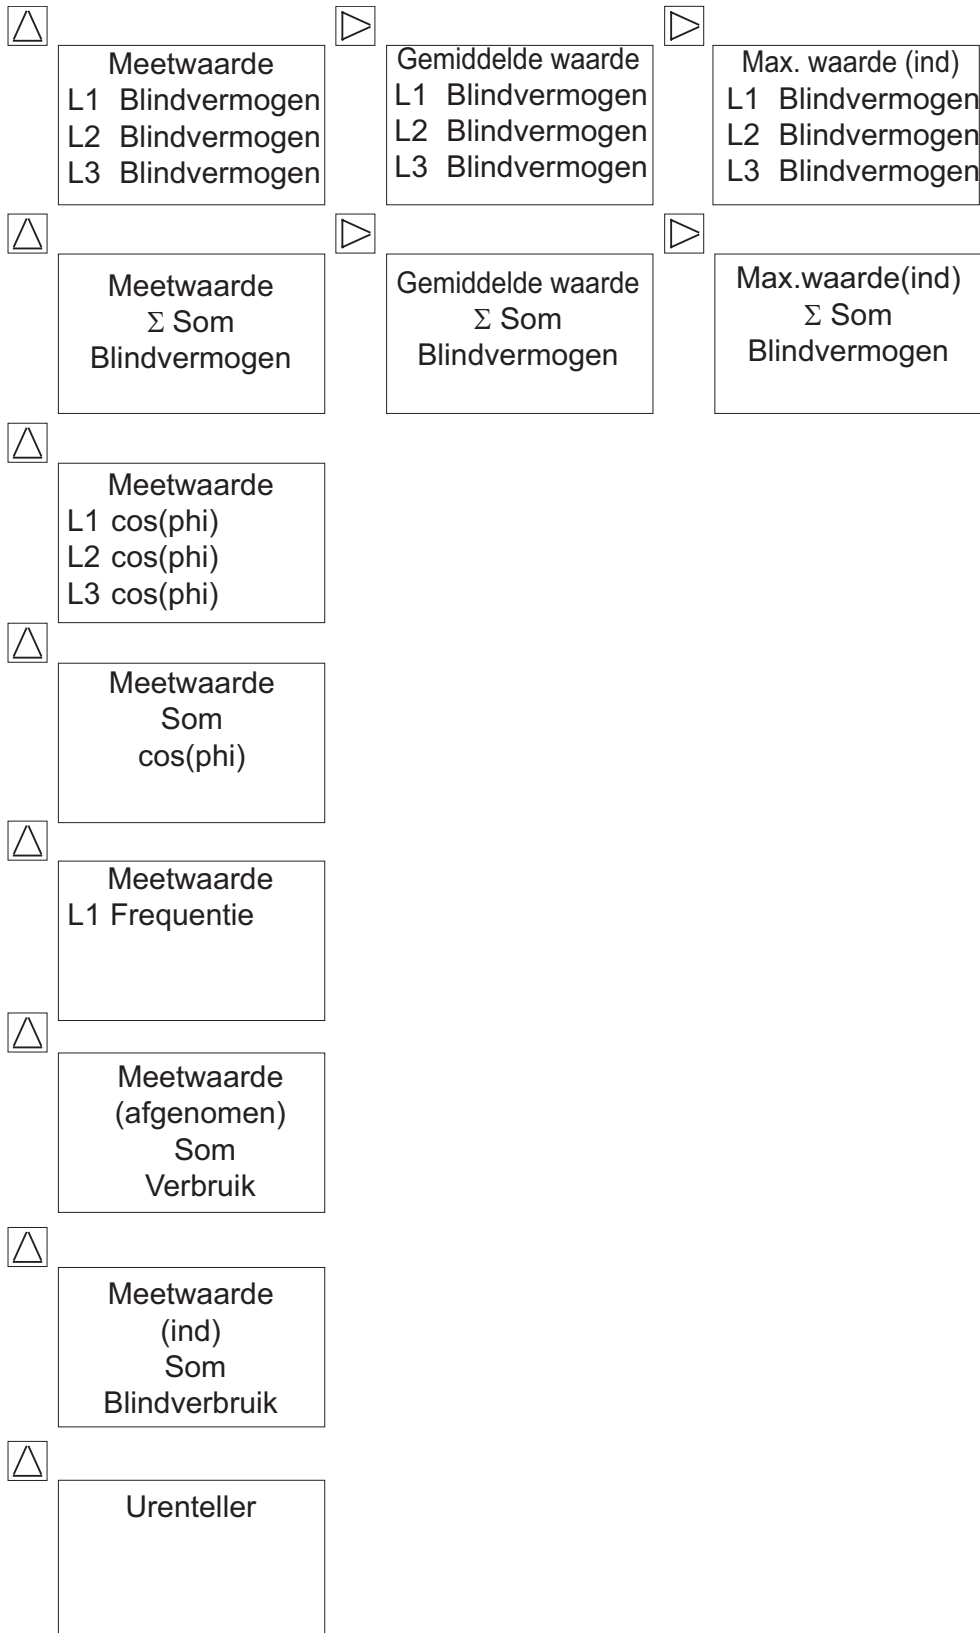 Meetwaarde
L1 Blindvermogen
L2 Blindvermogen
L3 Blindvermogen
Gemiddelde waarde
L1 Blindvermogen
L2 Blindvermogen
L3 Blindvermogen
Max. waarde (ind)
L1 Blindvermogen
L2 Blindvermogen
L3 Blindvermogen
Meetwaarde
Σ Som
Blindvermogen
Gemiddelde waarde
Σ Som
Blindvermogen
Max.waarde(ind)
Σ Som
Blindvermogen
Meetwaarde
L1 cos(phi)
L2 cos(phi)
L3 cos(phi)
Meetwaarde
Som
cos(phi)
Meetwaarde
L1 Frequentie
Meetwaarde
(afgenomen)
Som
Verbruik
Meetwaarde
(ind)
Som
Blindverbruik
Urenteller